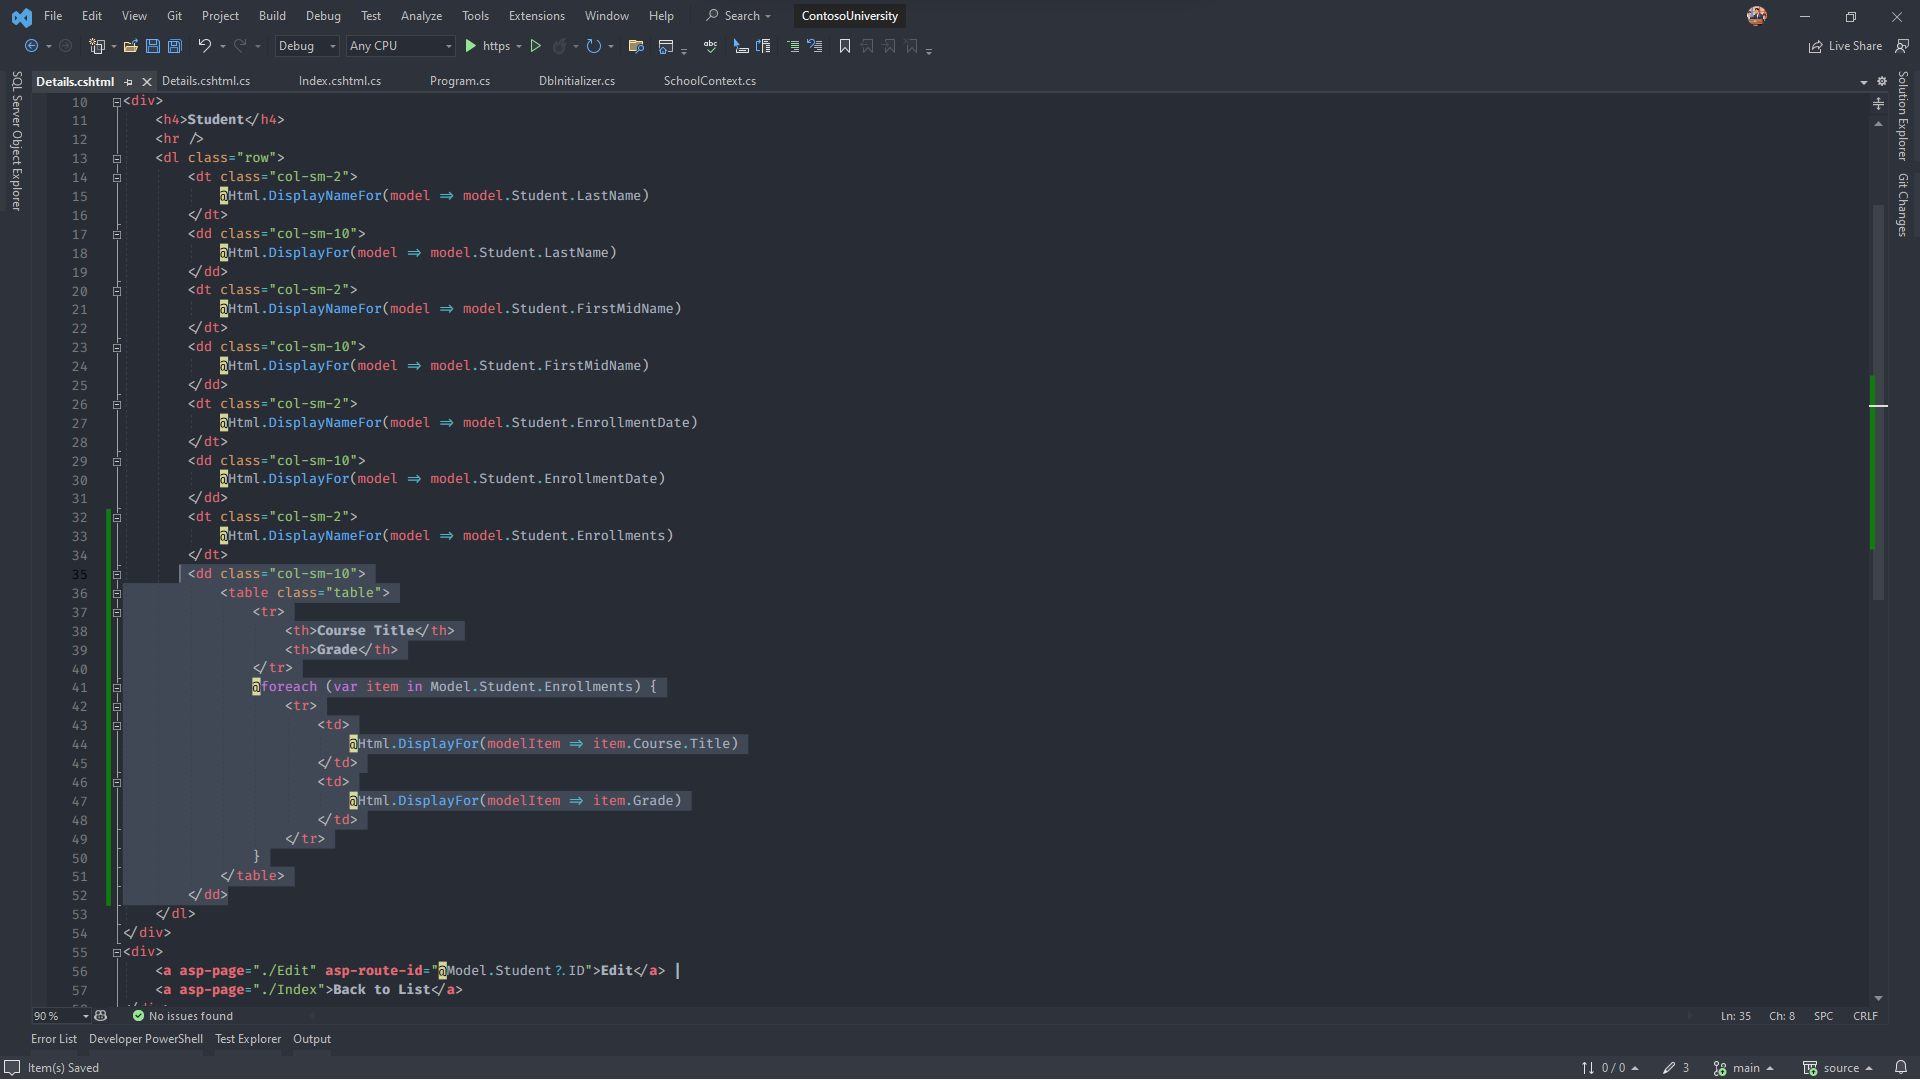 File Edit View Git Project Build Debug Test Analyze Tools Extensions Window Help Search ContosoUniversity
Debug Any CPU https Live Share
SQL Server Object Explorer
Details.cshtml Details.cshtml.cs Index.cshtml.cs Program.cs DbInitializer.cs SchoolContext.cs
Solution Explorer
Git Changes
10 <div>
11 <h4>Student</h4>
12 <hr />
13 <dl class="row">
14 <dt class="col-sm-2">
15 @Html.DisplayNameFor(model => model.Student.LastName)
16 </dt>
17 <dd class="col-sm-10">
18 @Html.DisplayFor(model => model.Student.LastName)
19 </dd>
20 <dt class="col-sm-2">
21 @Html.DisplayNameFor(model => model.Student.FirstMidName)
22 </dt>
23 <dd class="col-sm-10">
24 @Html.DisplayFor(model => model.Student.FirstMidName)
25 </dd>
26 <dt class="col-sm-2">
27 @Html.DisplayNameFor(model => model.Student.EnrollmentDate)
28 </dt>
29 <dd class="col-sm-10">
30 @Html.DisplayFor(model => model.Student.EnrollmentDate)
31 </dd>
32 <dt class="col-sm-2">
33 @Html.DisplayNameFor(model => model.Student.Enrollments)
34 </dt>
35 <dd class="col-sm-10">
36 <table class="table">
37 <tr>
38 <th>Course Title</th>
39 <th>Grade</th>
40 </tr>
41 @foreach (var item in Model.Student.Enrollments) {
42 <tr>
43 <td>
44 @Html.DisplayFor(modelItem => item.Course.Title)
45 </td>
46 <td>
47 @Html.DisplayFor(modelItem => item.Grade)
48 </td>
49 </tr>
50 }
51 </table>
52 </dd>
53 </dl>
54 </div>
55 <div>
56 <a asp-page="./Edit" asp-route-id="@Model.Student?.ID">Edit</a> |
57 <a asp-page="./Index">Back to List</a>
90 % No issues found Ln: 35 Ch: 8 SPC CRLF
Error List Developer PowerShell Test Explorer Output
Item(s) Saved 0 / 0 3 main source